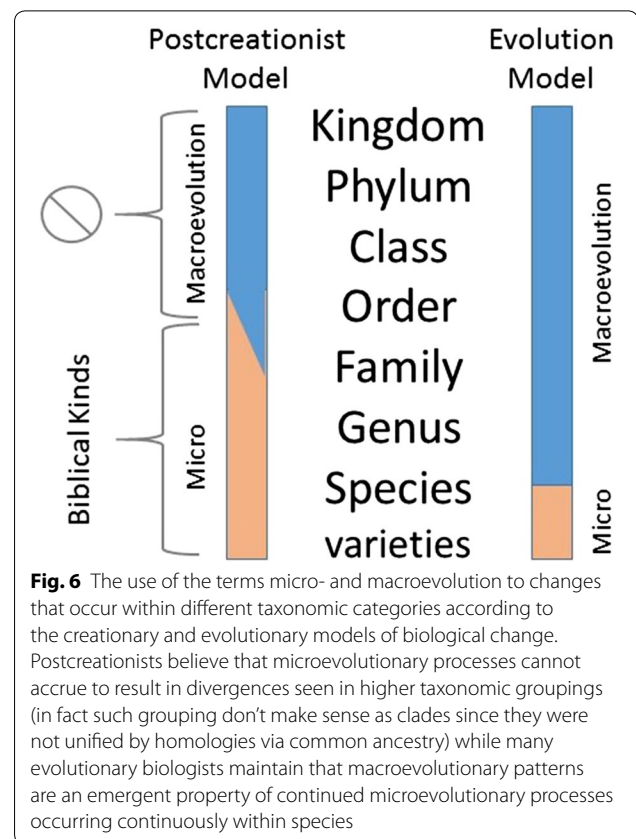 Postcreationist
Model
Evolution
Model
Macroevolution
Biblical Kinds
Micro
Kingdom
Phylum
Class
Order
Family
Genus
Species
varieties
Macroevolution
Micro
Fig. 6 The use of the terms micro- and macroevolution to changes
that occur within different taxonomic categories according to
the creationary and evolutionary models of biological change.
Postcreationists believe that microevolutionary processes cannot
accrue to result in divergences seen in higher taxonomic groupings
(in fact such grouping don’t make sense as clades since they were
not unified by homologies via common ancestry) while many
evolutionary biologists maintain that macroevolutionary patterns
are an emergent property of continued microevolutionary processes
occurring continuously within species